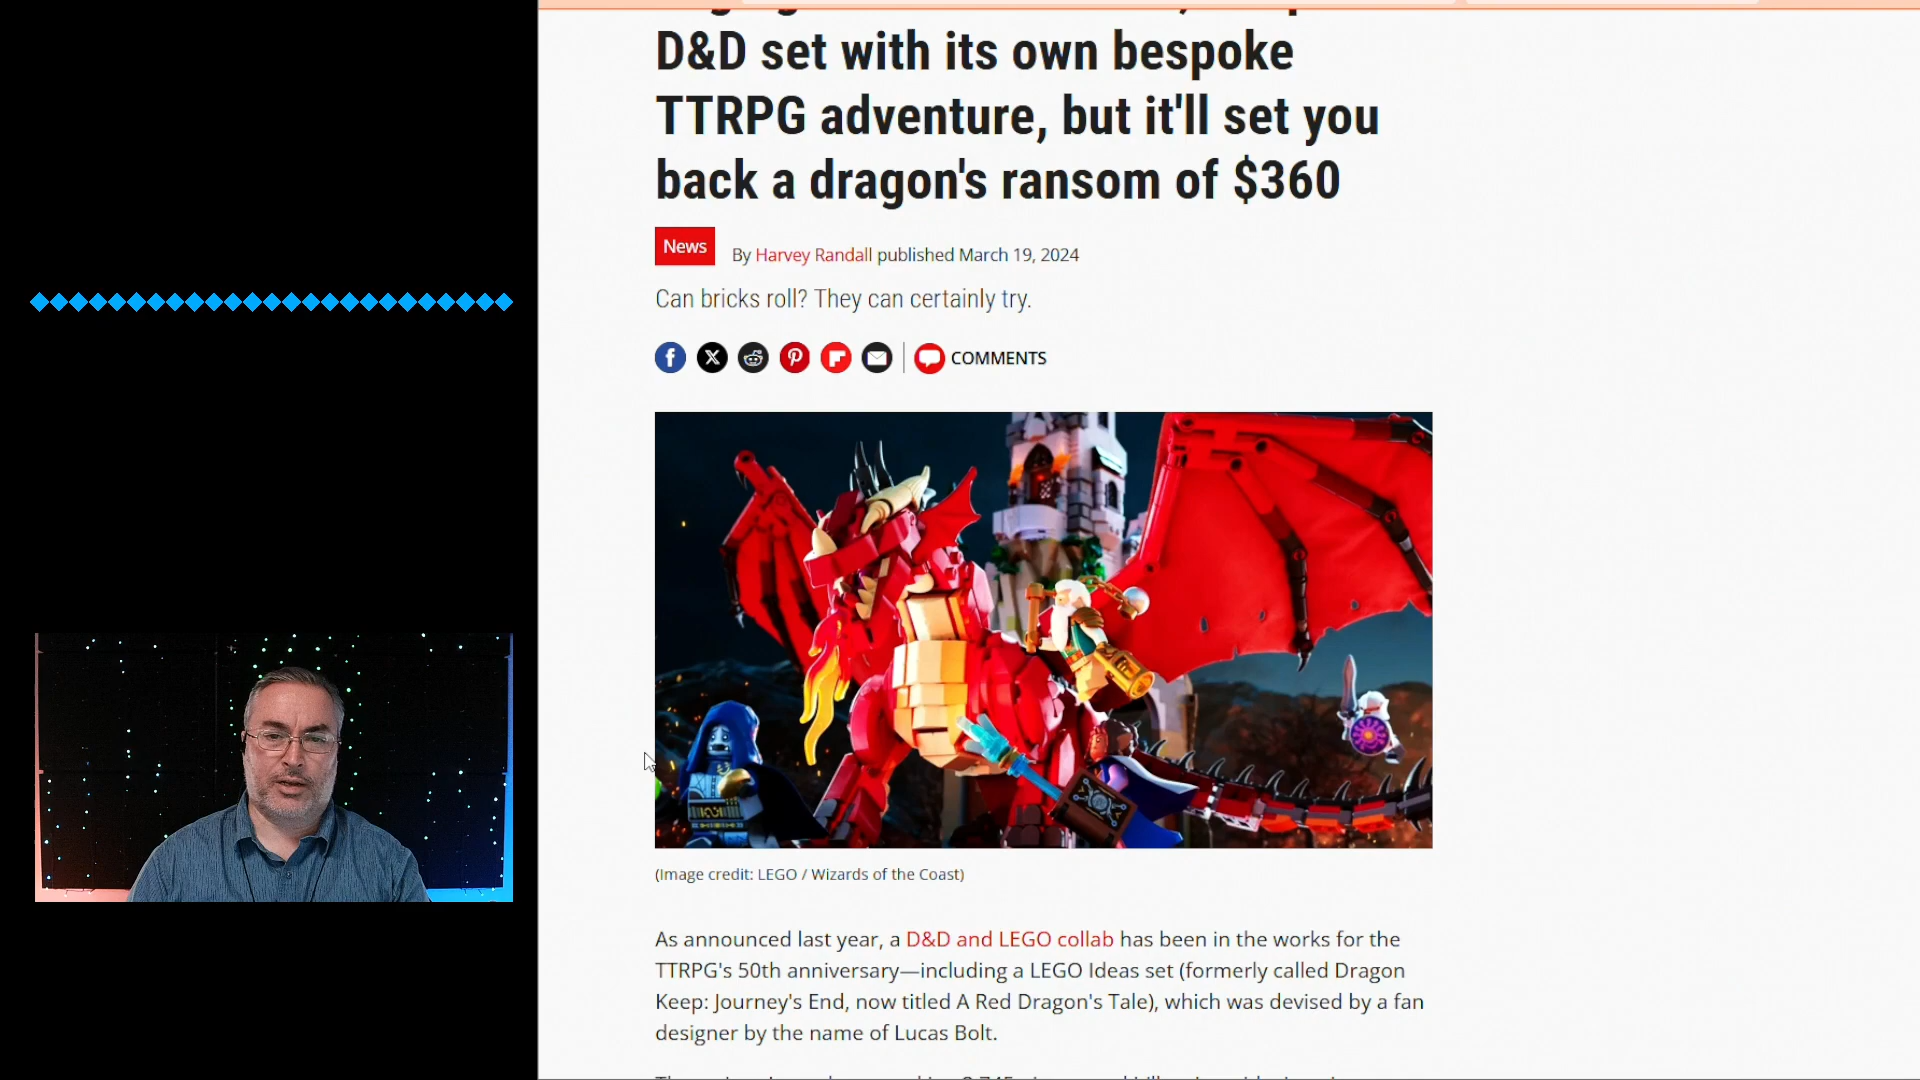 D&D set with its own bespoke
TTRPG adventure, but it'll set you
back a dragon's ransom of $360
News
By Harvey Randall published March 19, 2024
Can bricks roll? They can certainly try.
COMMENTS
(Image credit: LEGO / Wizards of the Coast)
As announced last year, a D&D and LEGO collab has been in the works for the
TTRPG's 50th anniversary—including a LEGO Ideas set (formerly called Dragon
Keep: Journey's End, now titled A Red Dragon's Tale), which was devised by a fan
designer by the name of Lucas Bolt.